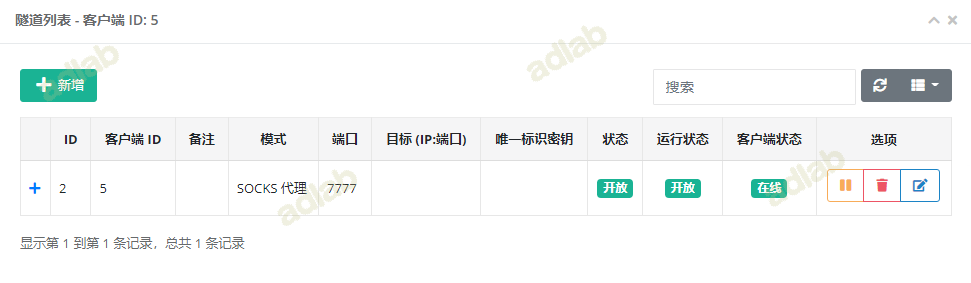 隧道列表 - 客户端 ID: 5
新增
搜索
ID 客户端 ID 备注 模式 端口 目标 (IP:端口) 唯一标识密钥 状态 运行状态 客户端状态 选项
2 5 SOCKS 代理 7777 开放 开放 在线
显示第 1 到第 1 条记录，总共 1 条记录
adlab
adlab
adlab
adlab